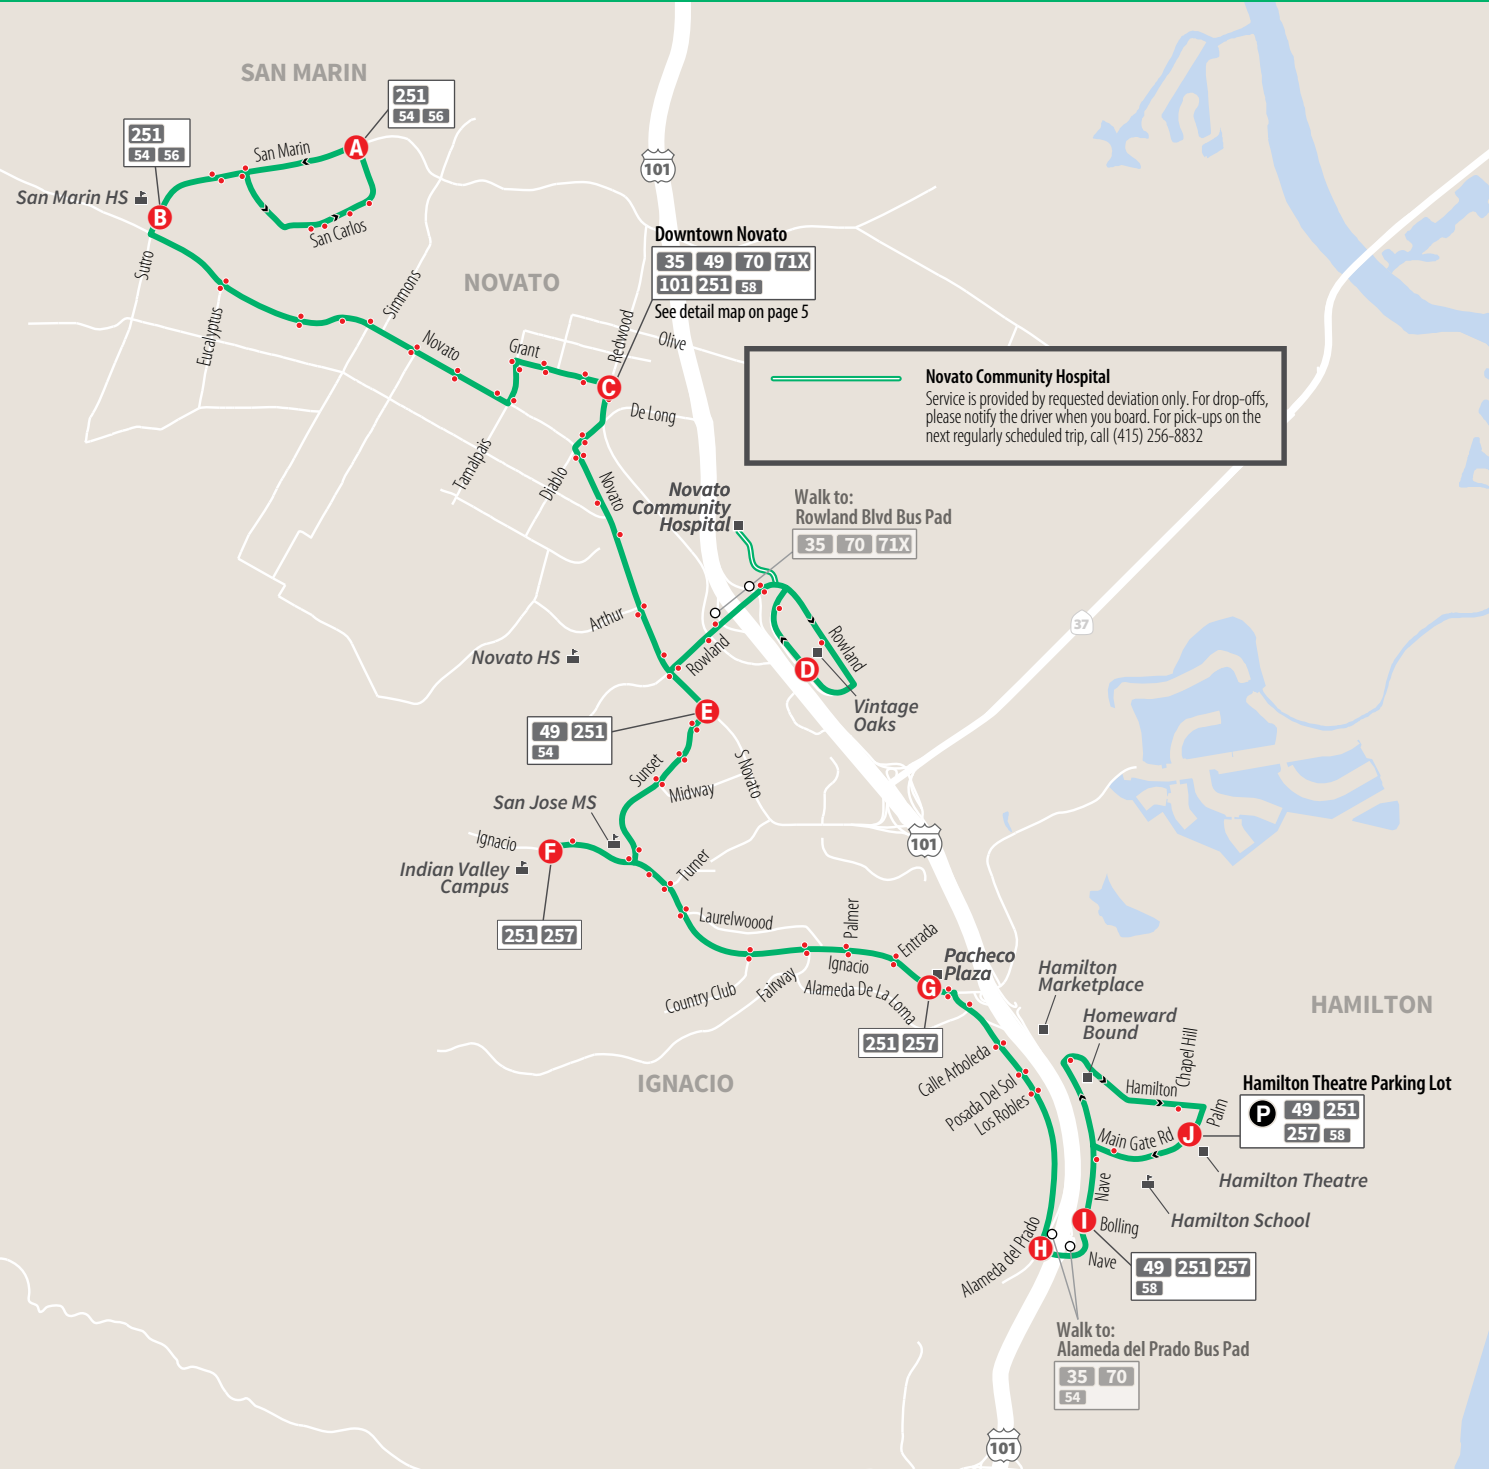 SAN MARIN
251
54 56
A
251
54 56
San Marin
101
San Marin HS
B
San Carlos
Downtown Novato
35 49 70 71X
101 251 58
See detail map on page 5
Sutro
NOVATO
Simmons
Eucalyptus
Novato
Grant
Redwood
Olive
C
De Long
Novato Community Hospital
Service is provided by requested deviation only. For drop-offs,
please notify the driver when you board. For pick-ups on the
next regularly scheduled trip, call (415) 256-8832
Tamalpais
Diablo
Novato
Novato
Community
Hospital
Walk to:
Rowland Blvd Bus Pad
35 70 71X
Arthur
37
Novato HS
Rowland
Rowland
D
Vintage
Oaks
E
49 251
54
Sunset
Midway
S Novato
San Jose MS
Ignacio
F
Indian Valley
Campus
101
Turner
251 257
Laurelwoood
Palmer
Entrada
Ignacio
Country Club
Fairway
Alameda De La Loma
Pacheco
Plaza
G
251 257
Hamilton
Marketplace
HAMILTON
Homeward
Bound
Chapel Hill
IGNACIO
Calle Arboleda
Posada Del Sol
Los Robles
Hamilton
Palm
Hamilton Theatre Parking Lot
P 49 251
257 58
Main Gate Rd
J
Hamilton Theatre
Nave
Hamilton School
I
Bolling
Alameda del Prado
H
Nave
49 251 257
58
Walk to:
Alameda del Prado Bus Pad
35 70
54
101